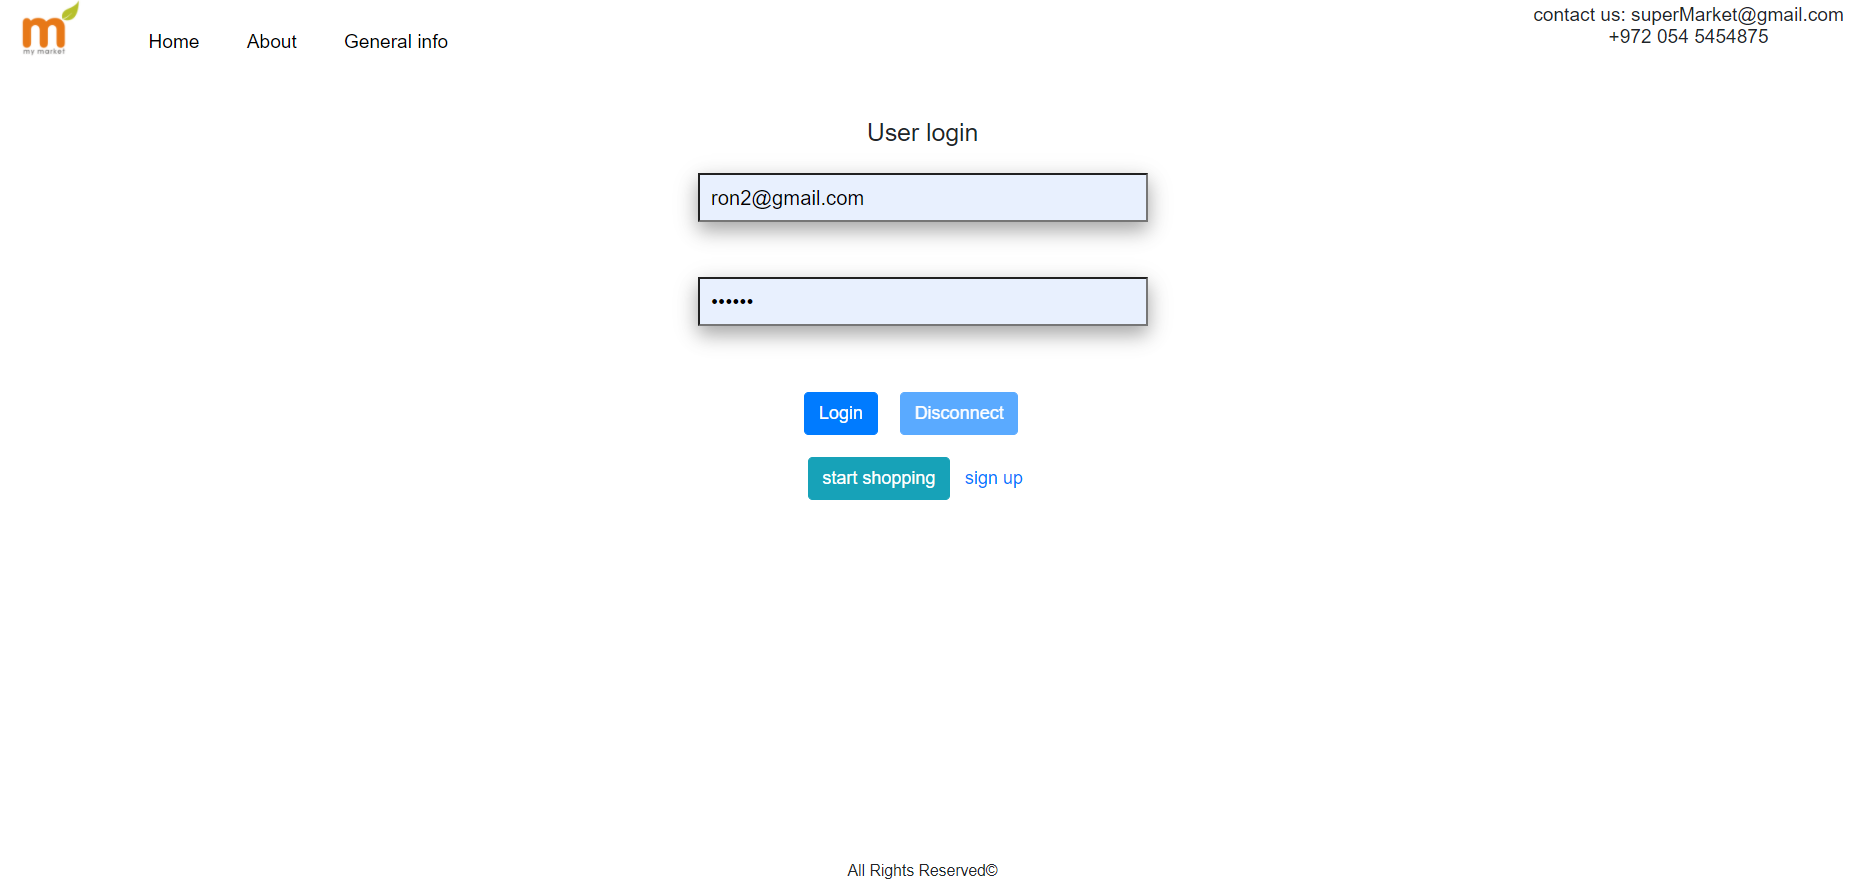 my market
Home About General info
contact us: superMarket@gmail.com
+972 054 5454875
User login
ron2@gmail.com
••••••
Login Disconnect
start shopping sign up
All Rights Reserved©